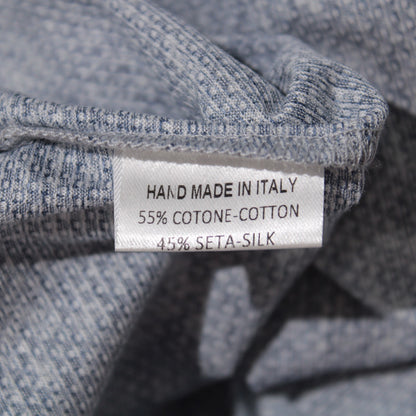 HAND MADE IN ITALY
55% COTONE-COTTON
45% SETA-SILK